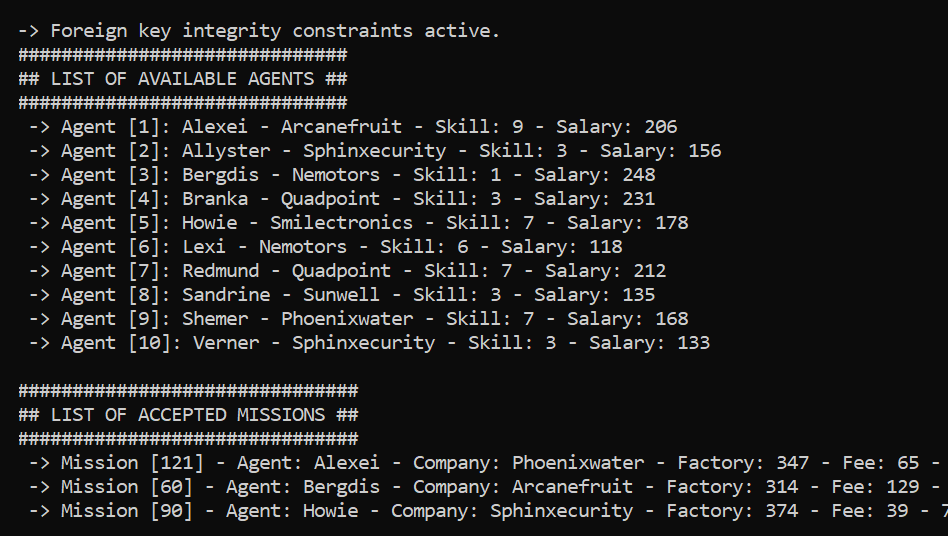 -> Foreign key integrity constraints active.
##############################
## LIST OF AVAILABLE AGENTS ##
##############################
-> Agent [1]: Alexei - Arcanefruit - Skill: 9 - Salary: 206
-> Agent [2]: Allyster - Sphinxecurity - Skill: 3 - Salary: 156
-> Agent [3]: Bergdis - Nemotors - Skill: 1 - Salary: 248
-> Agent [4]: Branka - Quadpoint - Skill: 3 - Salary: 231
-> Agent [5]: Howie - Smilectronics - Skill: 7 - Salary: 178
-> Agent [6]: Lexi - Nemotors - Skill: 6 - Salary: 118
-> Agent [7]: Redmund - Quadpoint - Skill: 7 - Salary: 212
-> Agent [8]: Sandrine - Sunwell - Skill: 3 - Salary: 135
-> Agent [9]: Shemer - Phoenixwater - Skill: 7 - Salary: 168
-> Agent [10]: Verner - Sphinxecurity - Skill: 3 - Salary: 133
###############################
## LIST OF ACCEPTED MISSIONS ##
###############################
-> Mission [121] - Agent: Alexei - Company: Phoenixwater - Factory: 347 - Fee: 65 -
-> Mission [60] - Agent: Bergdis - Company: Arcanefruit - Factory: 314 - Fee: 129 -
-> Mission [90] - Agent: Howie - Company: Sphinxecurity - Factory: 374 - Fee: 39 -